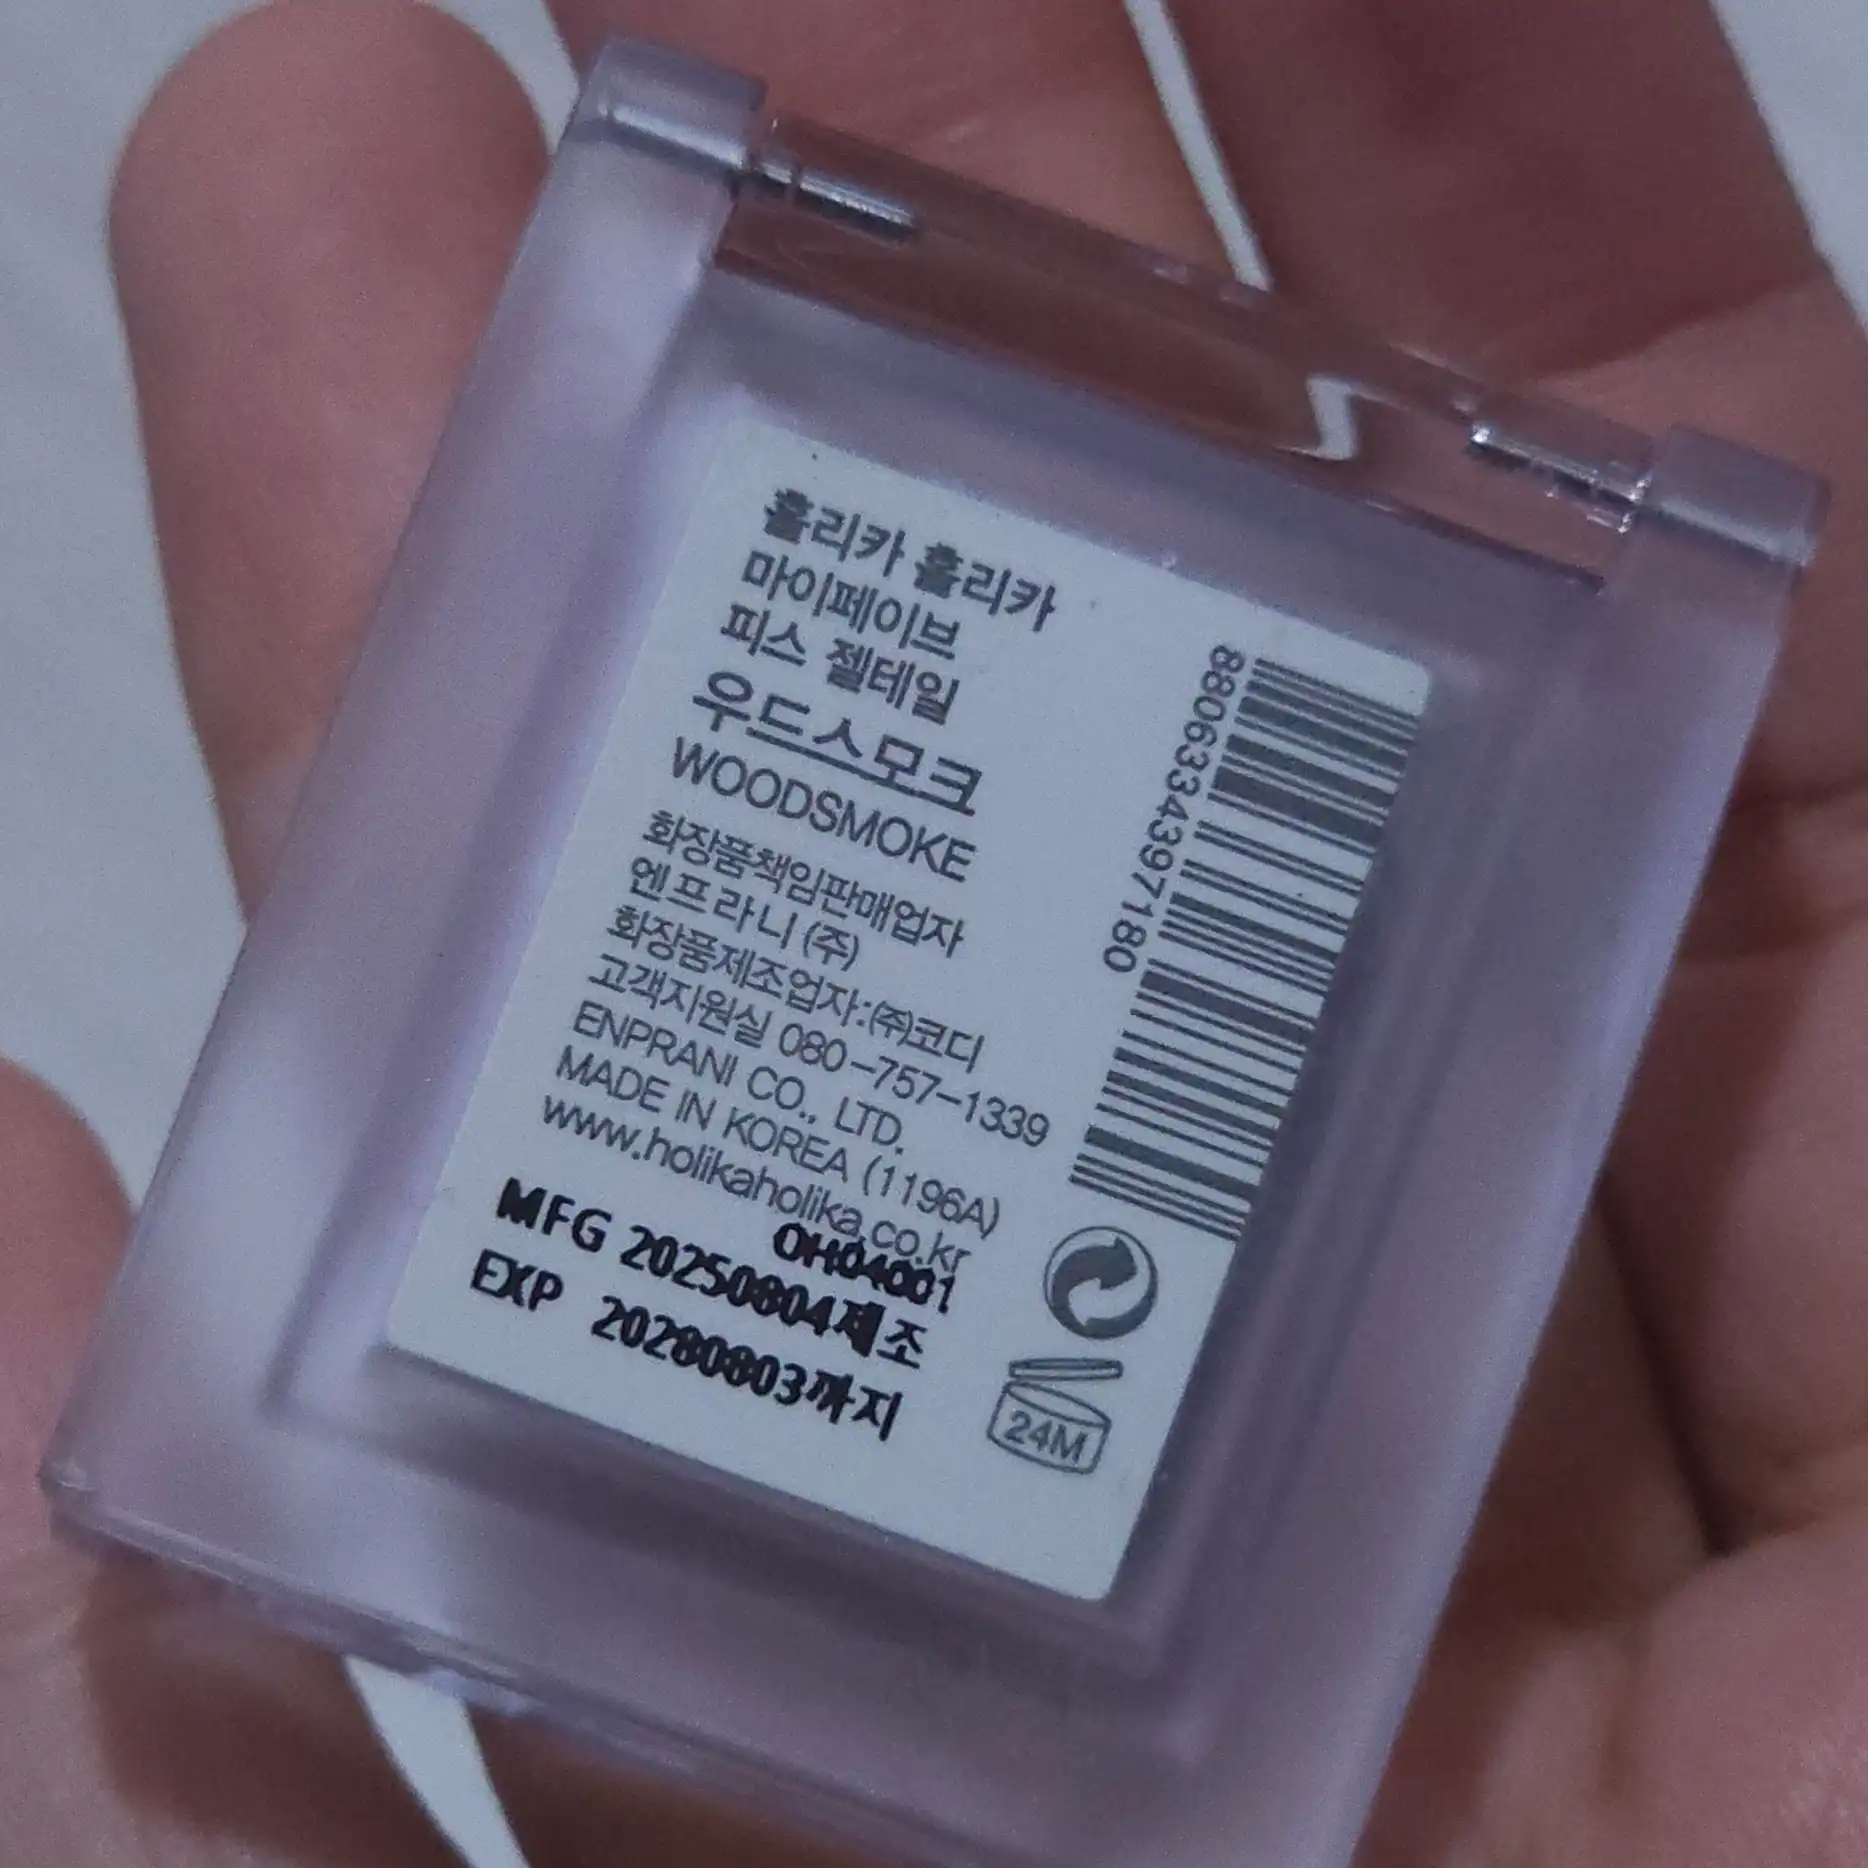 홀리카 홀리카
마이페이브
피스 젤테일
우드스모크
WOODSMOKE
화장품책임판매업자
엔프라니 (주)
화장품제조업자:㈜코디
고객지원실 080-757-1339
ENPRANI CO., LTD.
MADE IN KOREA (1196A)
www.holikaholika.co.kr
OH04001
MFG 20250804제조
EXP 20280803까지
8806334397180
24M